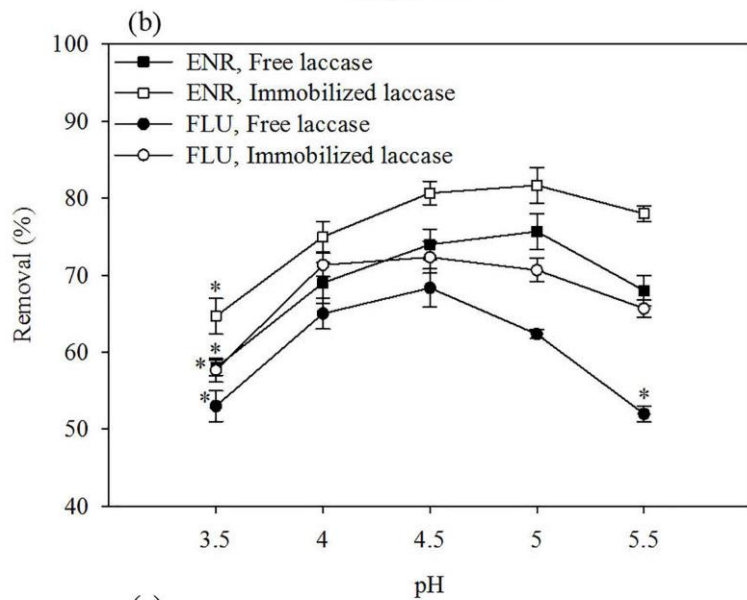 (b)
100
90
80
70
60
50
40
Removal (%)
ENR, Free laccase
ENR, Immobilized laccase
FLU, Free laccase
FLU, Immobilized laccase
*
*
*
*
*
3.5 4 4.5 5 5.5
pH